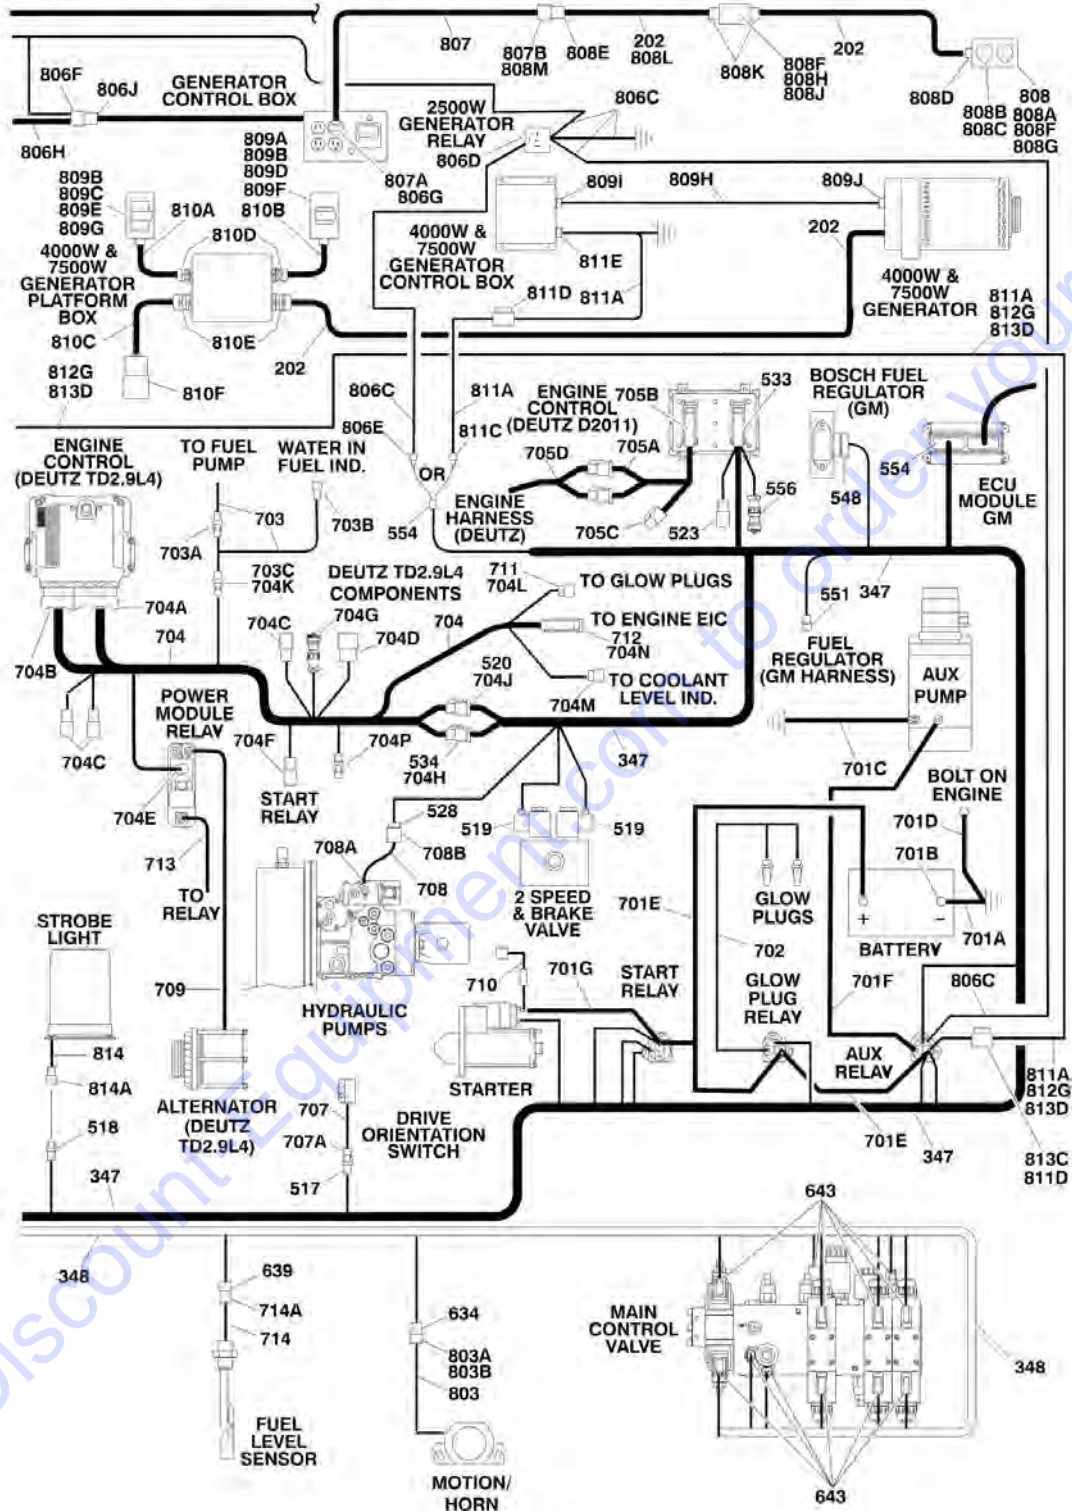 807
807B
808M
808E
202
808L
808K
808F
808H
808J
202
808D
808B
808C
808
808A
808F
808G
806F
806J
806H
GENERATOR
CONTROL BOX
809A
809B
809D
809F
807A
806G
2500W
GENERATOR
RELAY
806D
806C
809B
809C
809E
809G
810A
810B
810D
4000W &
7500W
GENERATOR
PLATFORM
BOX
810C
810E
810F
202
4000W &
7500W
GENERATOR
CONTROL BOX
809I
809H
809J
811E
811D
811A
202
4000W &
7500W
GENERATOR
811A
812G
813D
812G
813D
806C
806E
811A
811C
OR
554
ENGINE
CONTROL
(DEUTZ D2011)
705B
533
705D
705A
705C
523
556
ENGINE
HARNESS
(DEUTZ)
BOSCH FUEL
REGULATOR
(GM)
548
554
ECU
MODULE
GM
ENGINE
CONTROL
(DEUTZ TD2.9L4)
TO FUEL
PUMP
WATER IN
FUEL IND.
703
703A
703B
703C
704K
704A
704
704B
DEUTZ TD2.9L4
COMPONENTS
704G
704C
704D
704
711
704L
TO GLOW PLUGS
TO ENGINE EIC
712
704N
TO COOLANT
LEVEL IND.
704M
520
704J
551
347
FUEL
REGULATOR
(GM HARNESS)
AUX
PUMP
701C
POWER
MODULE
RELAY
704C
704E
713
TO
RELAY
704F
START
RELAY
704P
534
704H
347
528
708B
708A
708
519
519
2 SPEED
& BRAKE
VALVE
BOLT ON
ENGINE
701D
701B
GLOW
PLUGS
+
-
BATTERY
701A
701E
702
STROBE
LIGHT
709
HYDRAULIC
PUMPS
710
701G
START
RELAY
GLOW
PLUG
RELAY
701F
806C
AUX
RELAY
STARTER
814
814A
518
ALTERNATOR
(DEUTZ
TD2.9L4)
707
707A
517
DRIVE
ORIENTATION
SWITCH
701E
347
811A
812G
813D
813C
811D
347
348
639
714A
714
FUEL
LEVEL
SENSOR
634
803A
803B
803
MOTION/
HORN
643
MAIN
CONTROL
VALVE
348
643
Discount-Equipment.com to order your